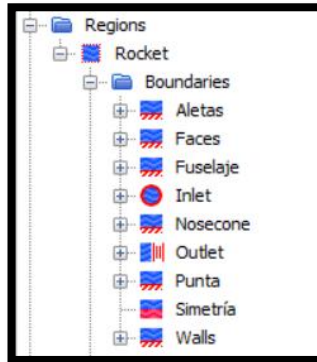 Regions
Rocket
Boundaries
Aletas
Faces
Fuselaje
Inlet
Nosecone
Outlet
Punta
Simetría
Walls